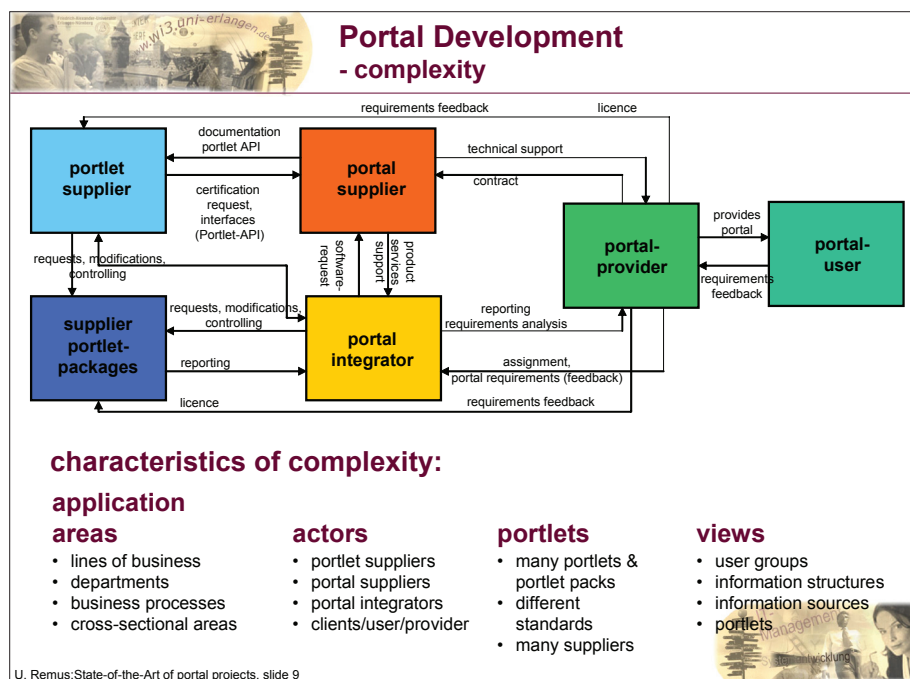 www.wi3.uni-erlangen.de
Portal Development
- complexity
requirements feedback
licence
documentation
portlet API
technical support
portlet
supplier
portal
supplier
contract
certification
request,
interfaces
(Portlet-API)
provides
portal
portal-
provider
portal-
user
software-
request
product
services
support
requests, modifications,
controlling
requirements
feedback
requests, modifications,
controlling
reporting
requirements analysis
supplier
portlet-
packages
portal
integrator
reporting
assignment,
portal requirements (feedback)
licence
requirements feedback
characteristics of complexity:
application
areas
• lines of business
• departments
• business processes
• cross-sectional areas
actors
• portlet suppliers
• portal suppliers
• portal integrators
• clients/user/provider
portlets
• many portlets &
portlet packs
• different
standards
• many suppliers
views
• user groups
• information structures
• information sources
• portlets
Management
U. Remus:State-of-the-Art of portal projects, slide 9